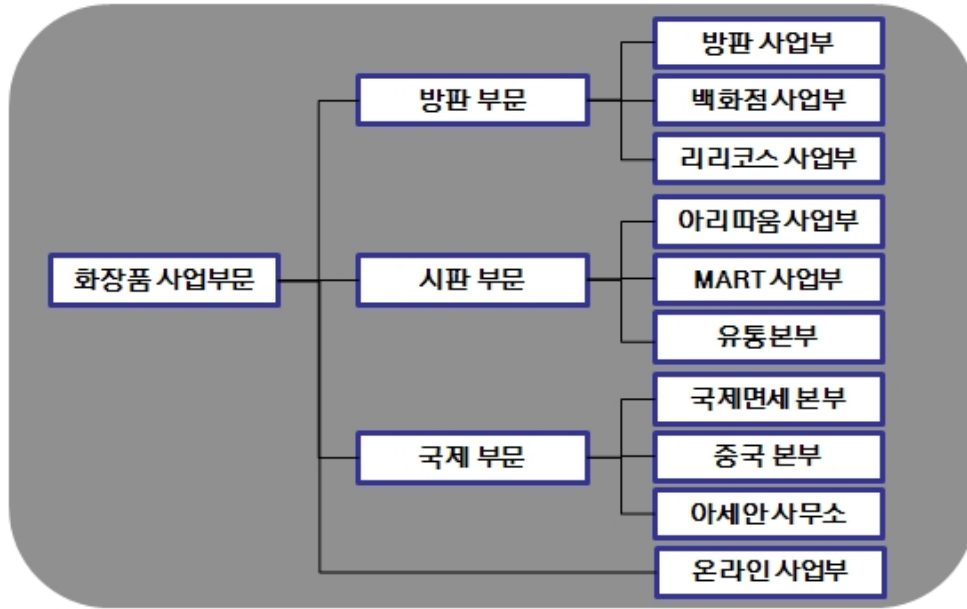 화장품 사업부문
방판 부문
방판 사업부
백화점 사업부
리리코스 사업부
시판 부문
아리따움 사업부
MART 사업부
유통본부
국제 부문
국제면세 본부
중국 본부
아세안 사무소
온라인 사업부